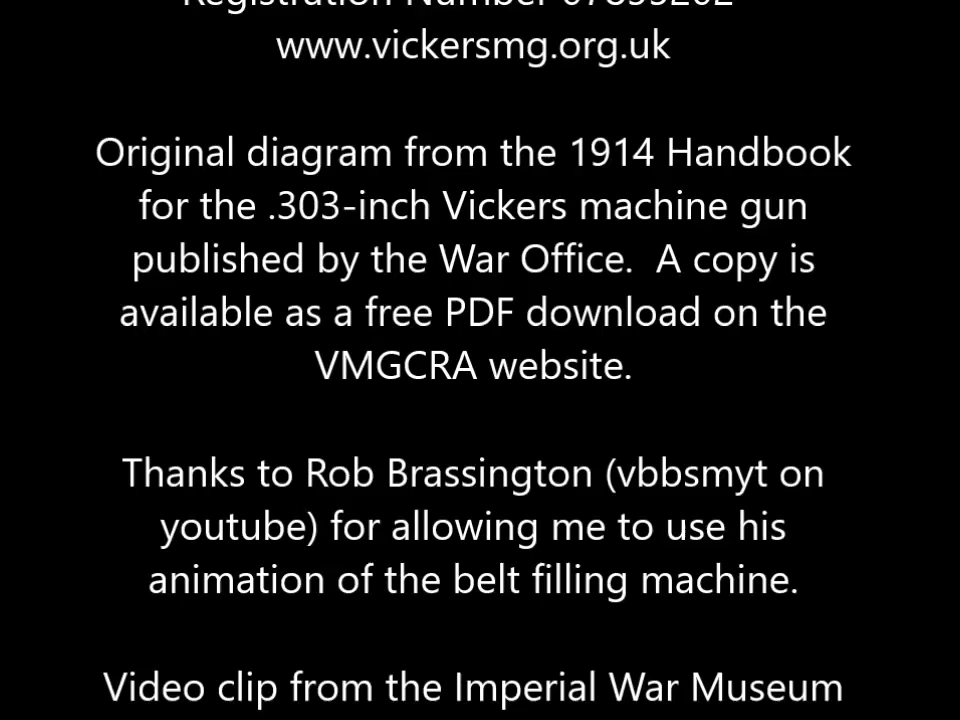 www.vickersmg.org.uk
Original diagram from the 1914 Handbook
for the .303-inch Vickers machine gun
published by the War Office.  A copy is
available as a free PDF download on the
VMGCRA website.
Thanks to Rob Brassington (vbbsmyt on
youtube) for allowing me to use his
animation of the belt filling machine.
Video clip from the Imperial War Museum